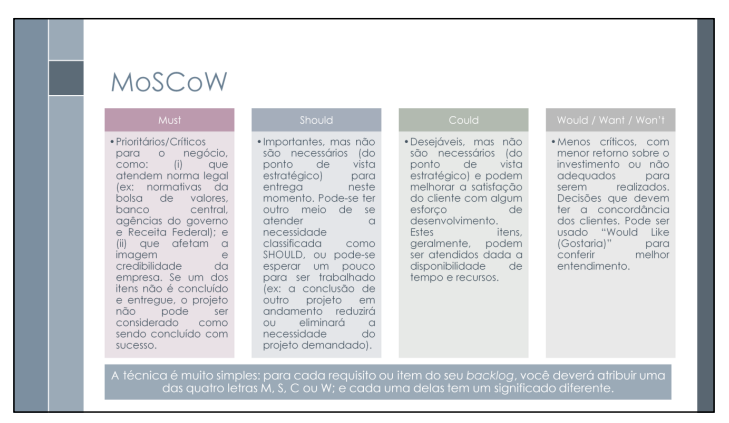 MoSCoW
Must
•Prioritários/Críticos
para o negócio,
como: (i) que
atendem norma legal
(ex: normativas da
bolsa de valores,
banco central,
agências do governo
e Receita Federal); e
(ii) que afetam a
imagem e
credibilidade da
empresa. Se um dos
itens não é concluído
e entregue, o projeto
não pode ser
considerado como
sendo concluído com
sucesso.
Should
•Importantes, mas não
são necessários (do
ponto de vista
estratégico) para
entrega neste
momento. Pode-se ter
outro meio de se
atender a
necessidade
classificada como
SHOULD, ou pode-se
esperar um pouco
para ser trabalhado
(ex: a conclusão de
outro projeto em
andamento reduzirá
ou eliminará a
necessidade do
projeto demandado).
Could
•Desejáveis, mas não
são necessários (do
ponto de vista
estratégico) e podem
melhorar a satisfação
do cliente com algum
esforço de
desenvolvimento.
Estes itens,
geralmente, podem
ser atendidos dada a
disponibilidade de
tempo e recursos.
Would / Want / Won't
•Menos críticos, com
menor retorno sobre o
investimento ou não
adequados para
serem realizados.
Decisões que devem
ter a concordância
dos clientes. Pode ser
usado "Would Like
(Gostaria)" para
conferir melhor
entendimento.
A técnica é muito simples: para cada requisito ou item do seu backlog, você deverá atribuir uma
das quatro letras M, S, C ou W; e cada uma delas tem um significado diferente.